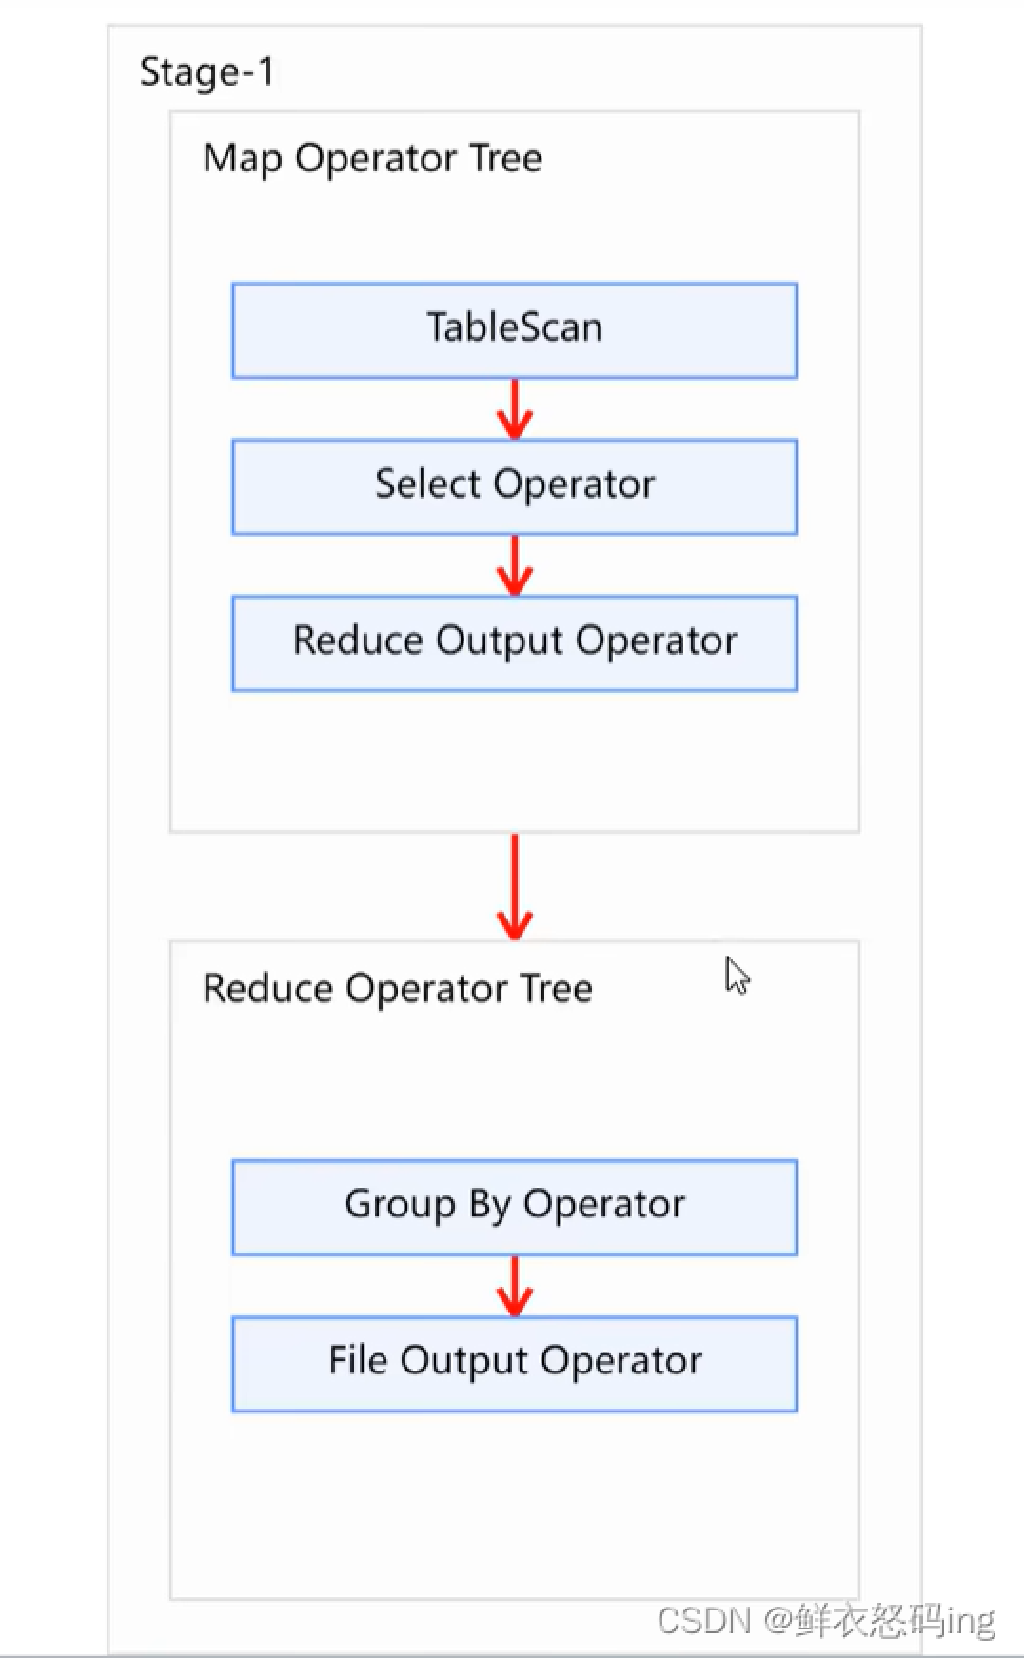 Stage-1
Map Operator Tree
TableScan
Select Operator
Reduce Output Operator
Reduce Operator Tree
Group By Operator
File Output Operator
CSDN @鲜衣怒码ing